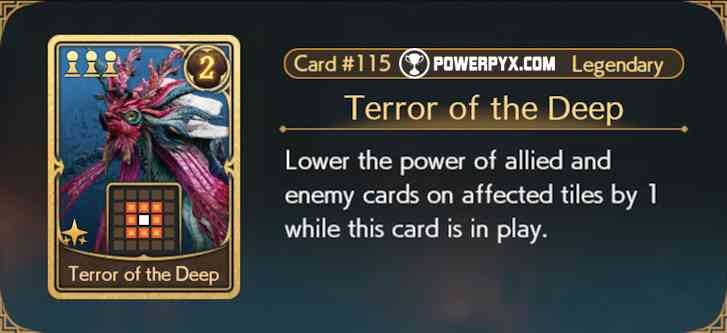 2
Terror of the Deep
Card #115 POWERPYX.COM Legendary
Terror of the Deep
Lower the power of allied and
enemy cards on affected tiles by 1
while this card is in play.